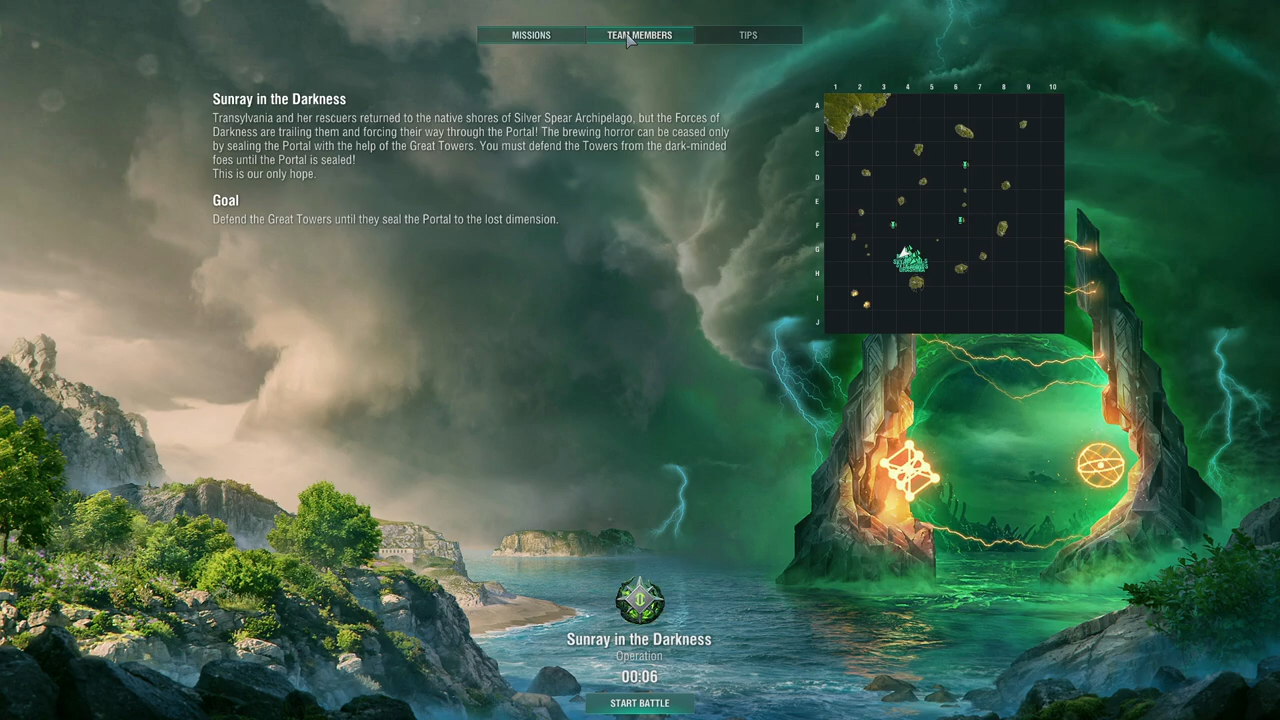 MISSIONS
TEAM MEMBERS
TIPS
Sunray in the Darkness
Transylvania and her rescuers returned to the native shores of Silver Spear Archipelago, but the Forces of
Darkness are trailing them and forcing their way through the Portal! The brewing horror can be ceased only
by sealing the Portal with the help of the Great Towers. You must defend the Towers from the dark-minded
foes until the Portal is sealed!
This is our only hope.
Goal
Defend the Great Towers until they seal the Portal to the lost dimension.
1 2 3 4 5 6 7 8 9 10
A
B
C
D
E
F
G
H
I
J
Sunray in the Darkness
Operation
00:06
START BATTLE